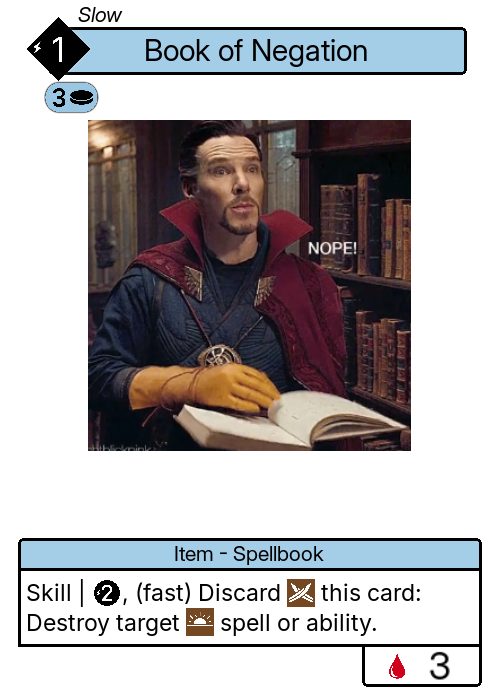 Slow
1 Book of Negation
3
NOPE!
Item - Spellbook
Skill | 2, (fast) Discard this card:
Destroy target spell or ability.
3